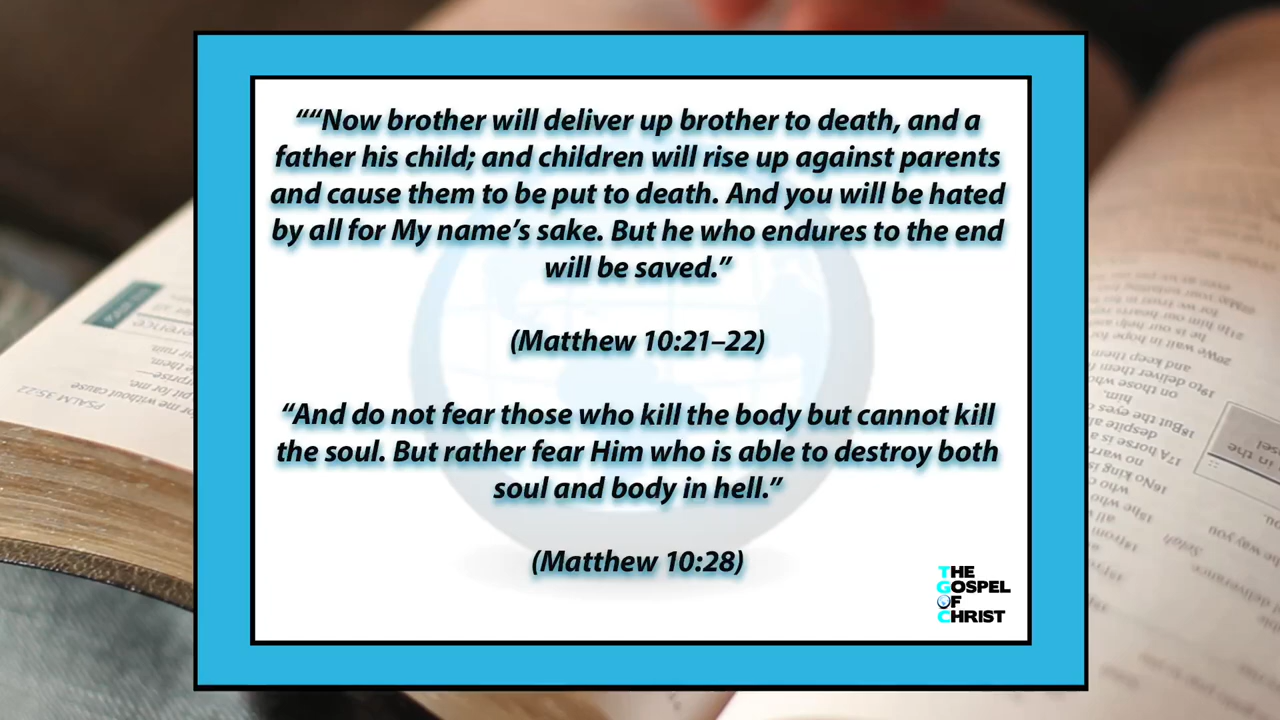 ““Now brother will deliver up brother to death, and a
father his child; and children will rise up against parents
and cause them to be put to death. And you will be hated
by all for My name’s sake. But he who endures to the end
will be saved.”
(Matthew 10:21–22)
“And do not fear those who kill the body but cannot kill
the soul. But rather fear Him who is able to destroy both
soul and body in hell.”
(Matthew 10:28)
THE
GOSPEL
OF
CHRIST
PSALM 35:22